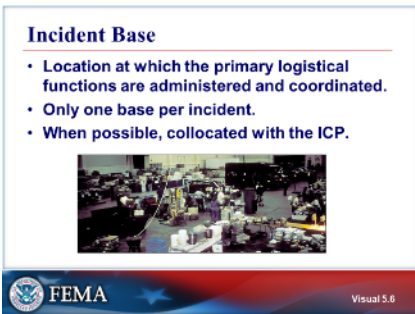 Incident Base
• Location at which the primary logistical
functions are administered and coordinated.
• Only one base per incident.
• When possible, collocated with the ICP.
FEMA
Visual 5.6